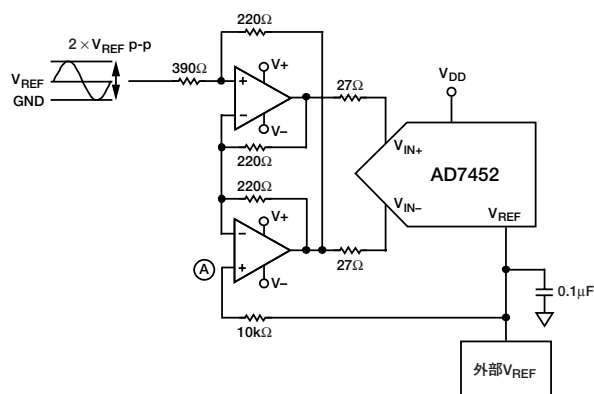 220Ω
2 × VREF p-p
390Ω
V+
27Ω
VDD
VREF
GND
+
−
V−
220Ω
VIN+
AD7452
220Ω
V+
VIN−
VREF
−
+
A
V−
27Ω
0.1μF
10kΩ
外部VREF